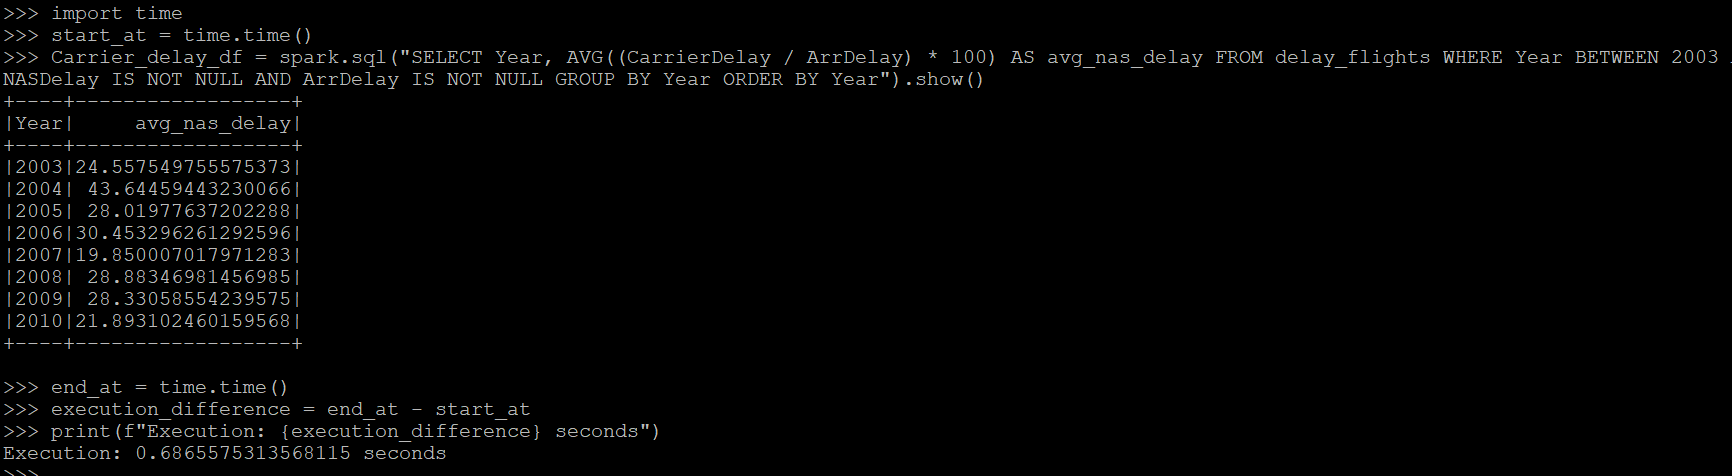 >>> import time
>>> start_at = time.time()
>>> Carrier_delay_df = spark.sql("SELECT Year, AVG((CarrierDelay / ArrDelay) * 100) AS avg_nas_delay FROM delay_flights WHERE Year BETWEEN 2003
NASDelay IS NOT NULL AND ArrDelay IS NOT NULL GROUP BY Year ORDER BY Year").show()
+----+------------------+
|Year|     avg_nas_delay|
+----+------------------+
|2003|24.557549755575373|
|2004| 43.64459443230066|
|2005| 28.01977637202288|
|2006|30.453296261292596|
|2007|19.850007017971283|
|2008| 28.88346981456985|
|2009| 28.33058554239575|
|2010|21.893102460159568|
+----+------------------+
>>> end_at = time.time()
>>> execution_difference = end_at - start_at
>>> print(f"Execution: {execution_difference} seconds")
Execution: 0.6865575313568115 seconds
>>>